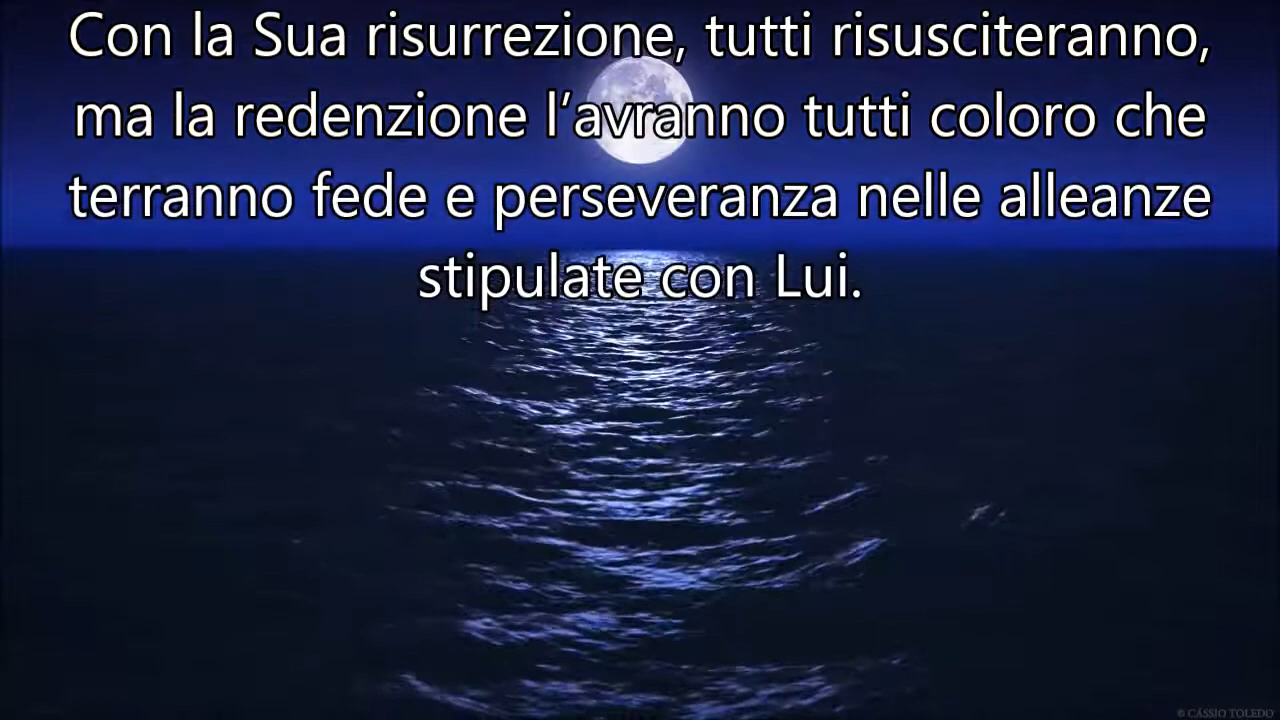 Con la Sua risurrezione, tutti risusciteranno,
ma la redenzione l’avranno tutti coloro che
terranno fede e perseveranza nelle alleanze
stipulate con Lui.
© CÁSSIO TOLEDO